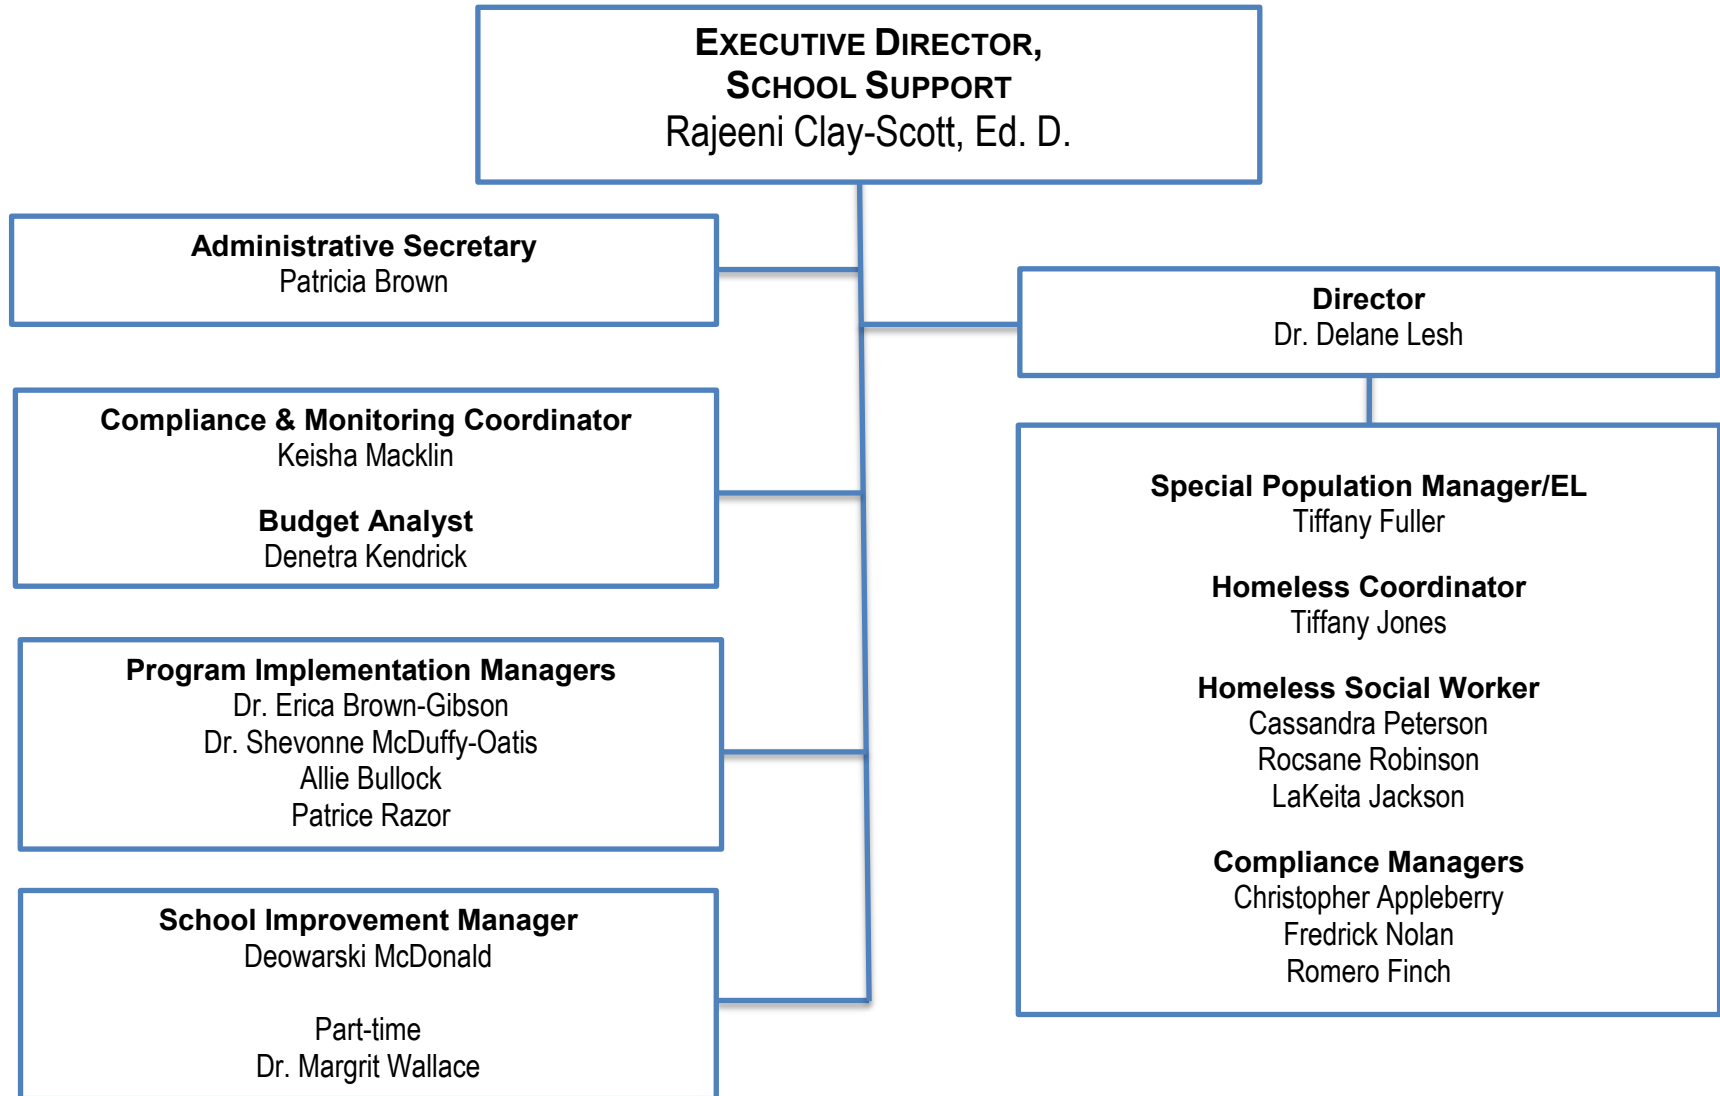 EXECUTIVE DIRECTOR,
SCHOOL SUPPORT
Rajeeni Clay-Scott, Ed. D.
Administrative Secretary
Patricia Brown
Director
Dr. Delane Lesh
Compliance & Monitoring Coordinator
Keisha Macklin
Budget Analyst
Denetra Kendrick
Program Implementation Managers
Dr. Erica Brown-Gibson
Dr. Shevonne McDuffy-Oatis
Allie Bullock
Patrice Razor
School Improvement Manager
Deowarski McDonald
Part-time
Dr. Margrit Wallace
Special Population Manager/EL
Tiffany Fuller
Homeless Coordinator
Tiffany Jones
Homeless Social Worker
Cassandra Peterson
Rocsane Robinson
LaKeita Jackson
Compliance Managers
Christopher Appleberry
Fredrick Nolan
Romero Finch